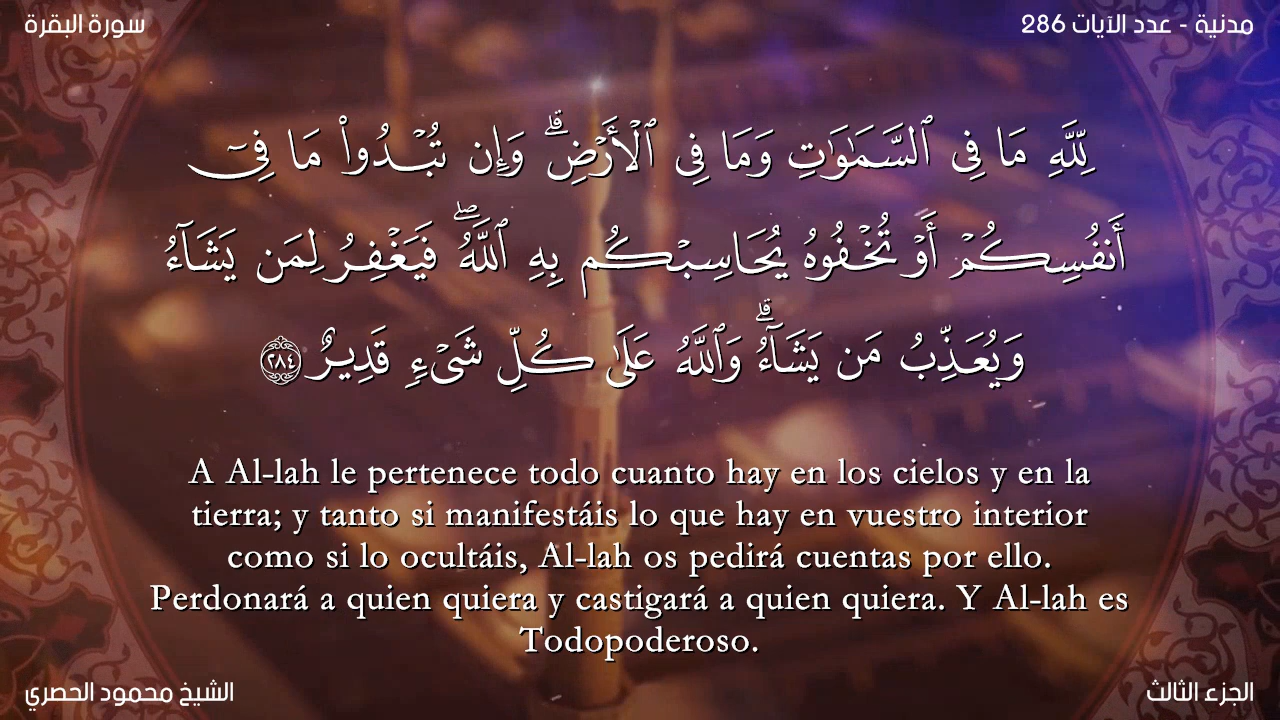 سورة البقرة
مدنية - عدد الآيات 286
لِّلَّهِ مَا فِي ٱلسَّمَٰوَٰتِ وَمَا فِي ٱلْأَرْضِ ۗ وَإِن تُبْدُوا۟ مَا فِىٓ
أَنفُسِكُمْ أَوْ تُخْفُوهُ يُحَاسِبْكُم بِهِ ٱللَّهُ ۖ فَيَغْفِرُ لِمَن يَشَآءُ
وَيُعَذِّبُ مَن يَشَآءُ ۗ وَٱللَّهُ عَلَىٰ كُلِّ شَىْءٍ قَدِيرٌ ٢٨٤
A Al-lah le pertenece todo cuanto hay en los cielos y en la
tierra; y tanto si manifestáis lo que hay en vuestro interior
como si lo ocultáis, Al-lah os pedirá cuentas por ello.
Perdonará a quien quiera y castigará a quien quiera. Y Al-lah es
Todopoderoso.
الشيخ محمود الحصري
الجزء الثالث